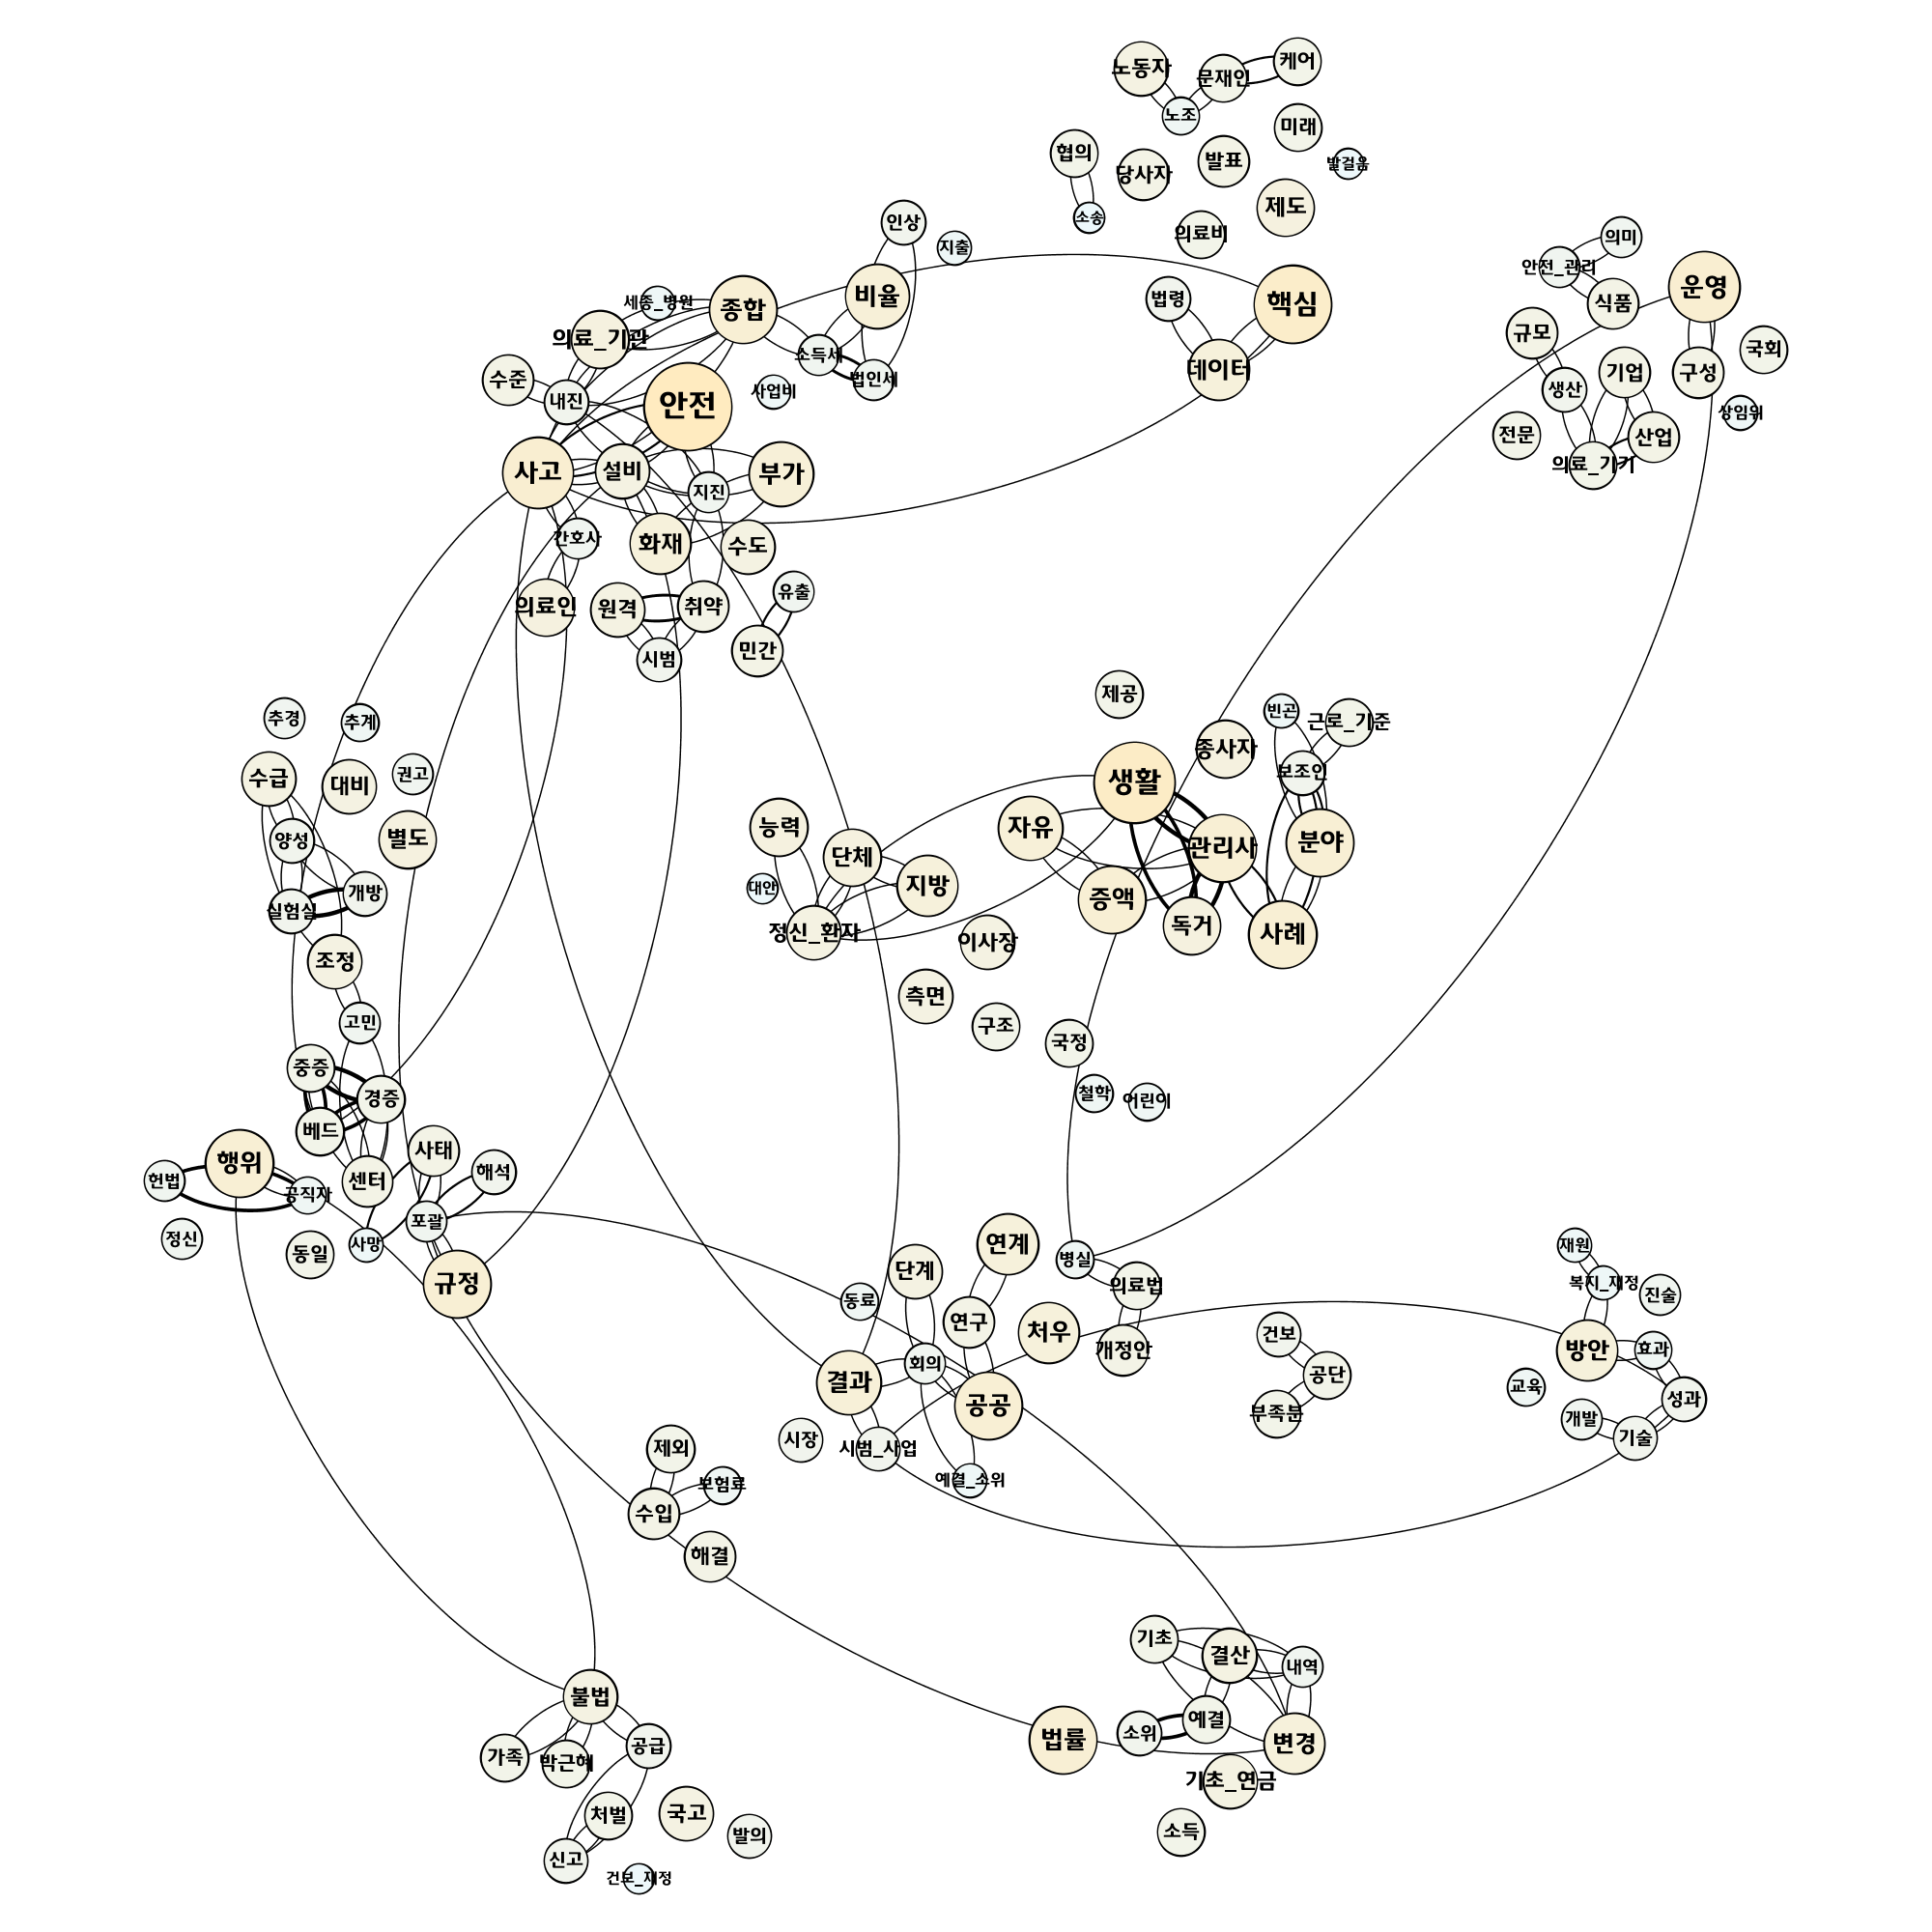 노동자
문재인
케어
노조
미래
협의
당사자
발표
발걸음
소송
제도
의료비
인상
지출
세종_병원
종합
비율
의료_기관
소득세
법인세
수준
내진
안전
사업비
사고
설비
지진
부가
간호사
화재
수도
의료인
원격
취약
유출
시범
민간
법령
핵심
데이터
의미
안전_관리
식품
운영
규모
국회
생산
기업
구성
상임위
전문
산업
의료_기기
추경
추계
수급
대비
권고
양성
별도
실험실
개방
조정
고민
중증
경증
베드
행위
헌법
공직자
센터
사태
해석
정신
동일
사망
포괄
규정
제공
빈곤
근로_기준
종사자
생활
보조인
능력
자유
관리사
분야
단체
대안
지방
증액
독거
사례
정신_환자
이사장
측면
구조
국정
철학
어린이
연계
병실
단계
의료법
동료
연구
처우
개정안
회의
결과
공공
시장
시범_사업
예결_소위
재원
복지_재정
진술
건보
방안
효과
공단
교육
성과
부족분
개발
기술
제외
보험료
수입
해결
기초
결산
내역
불법
소위
예결
법률
변경
가족
박근혜
공급
기초_연금
처벌
국고
발의
소득
신고
건보_재정